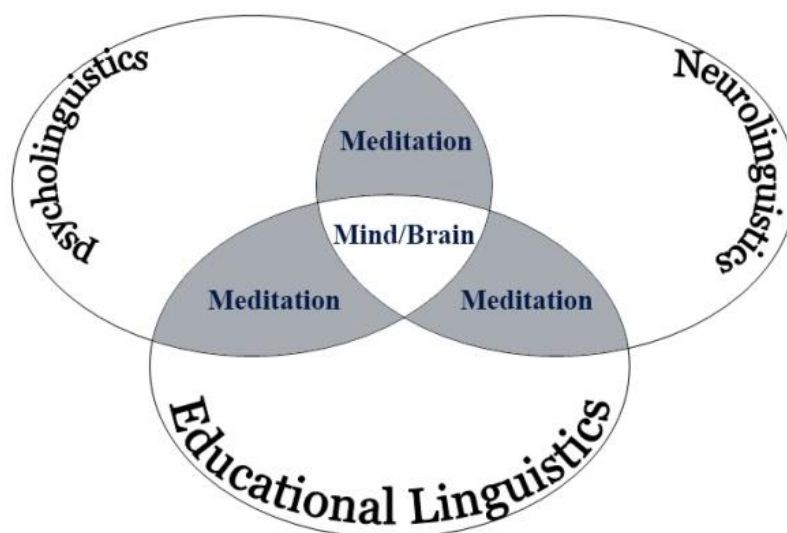 psycholinguistics
Neurolinguistics
Meditation
Mind/Brain
Meditation
Meditation
Educational Linguistics